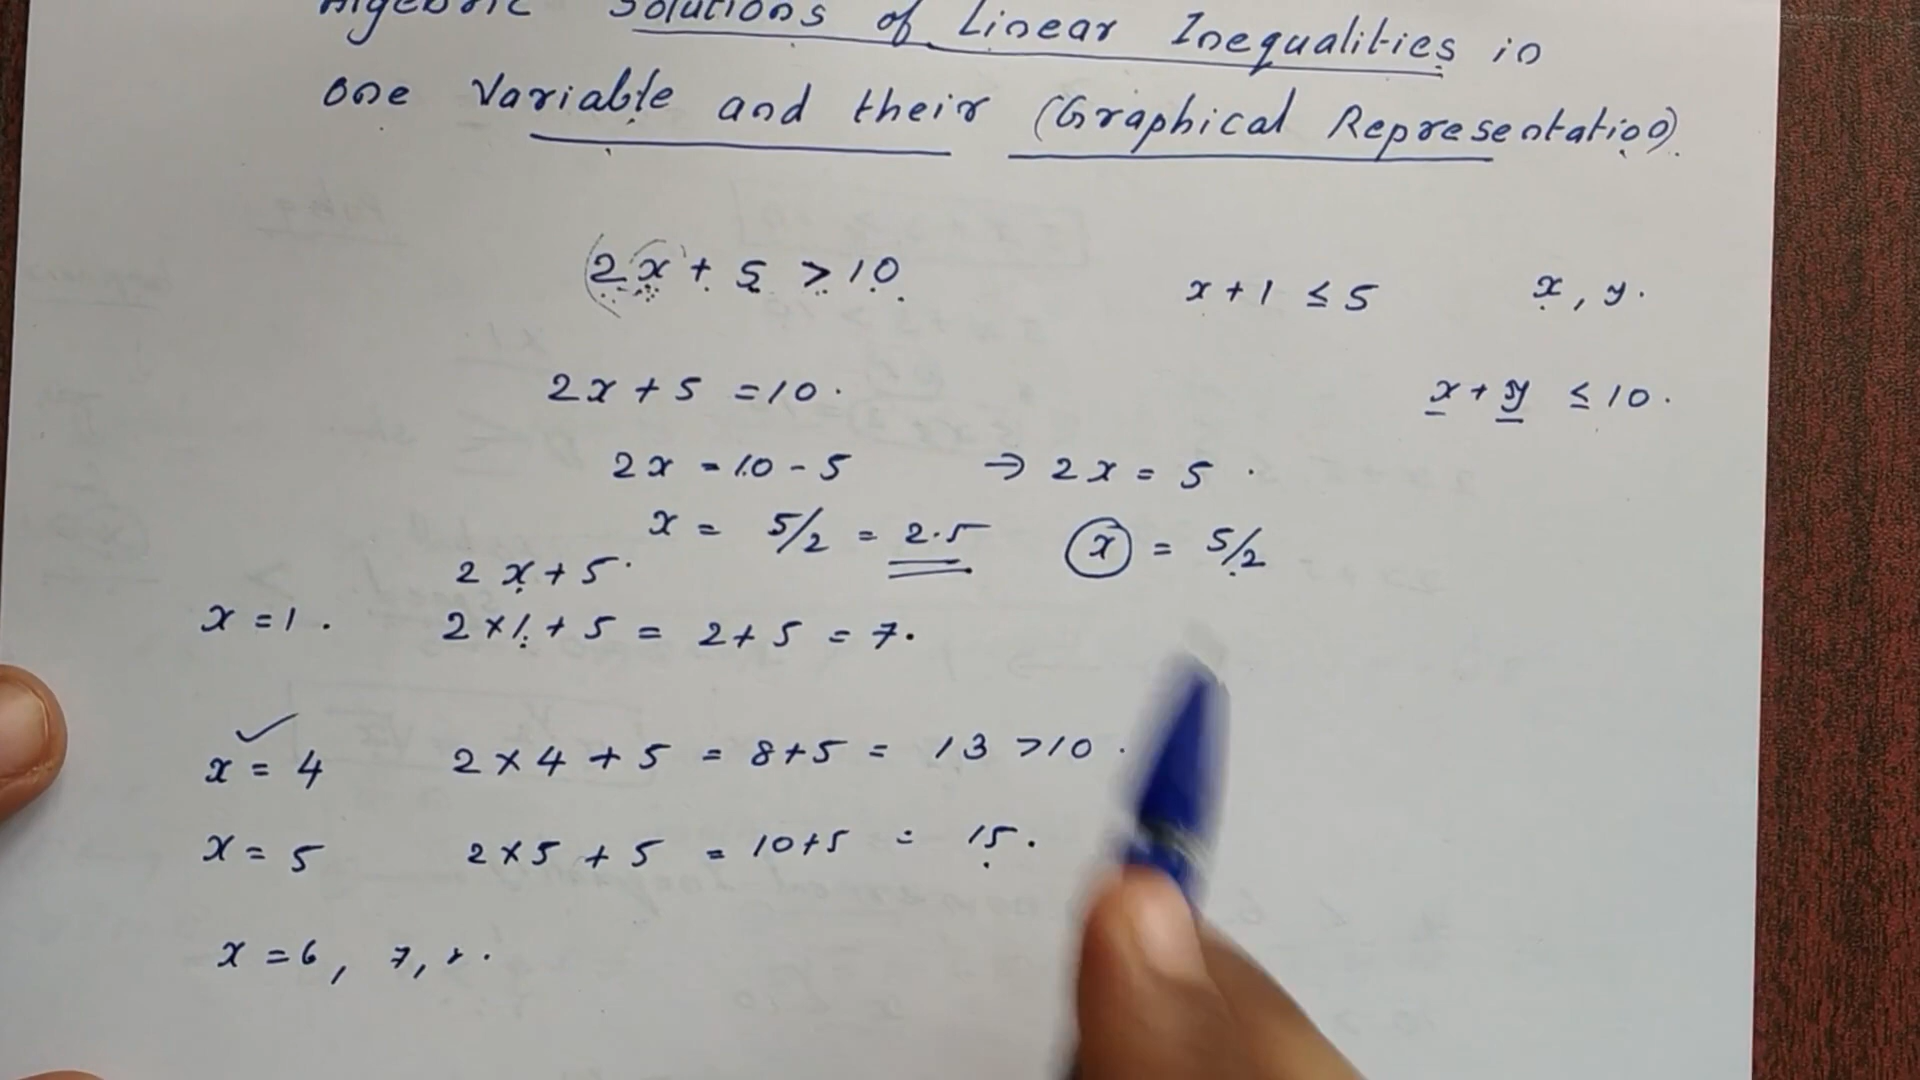 Algebraic Solutions of Linear Inequalities in
one Variable and their (Graphical Representation).
2x + 5 > 10.
x + 1 ≤ 5
x , y .
2x + 5 = 10 .
x + y ≤ 10 .
2x = 10 - 5 → 2x = 5 .
x = 5/2 = 2.5
x = 5/2
2 x + 5 .
x = 1 . 2 × 1 + 5 = 2 + 5 = 7 .
✓
x = 4 2 × 4 + 5 = 8 + 5 = 13 > 10 .
x = 5 2 × 5 + 5 = 10 + 5 = 15 .
x = 6 , 7 ,